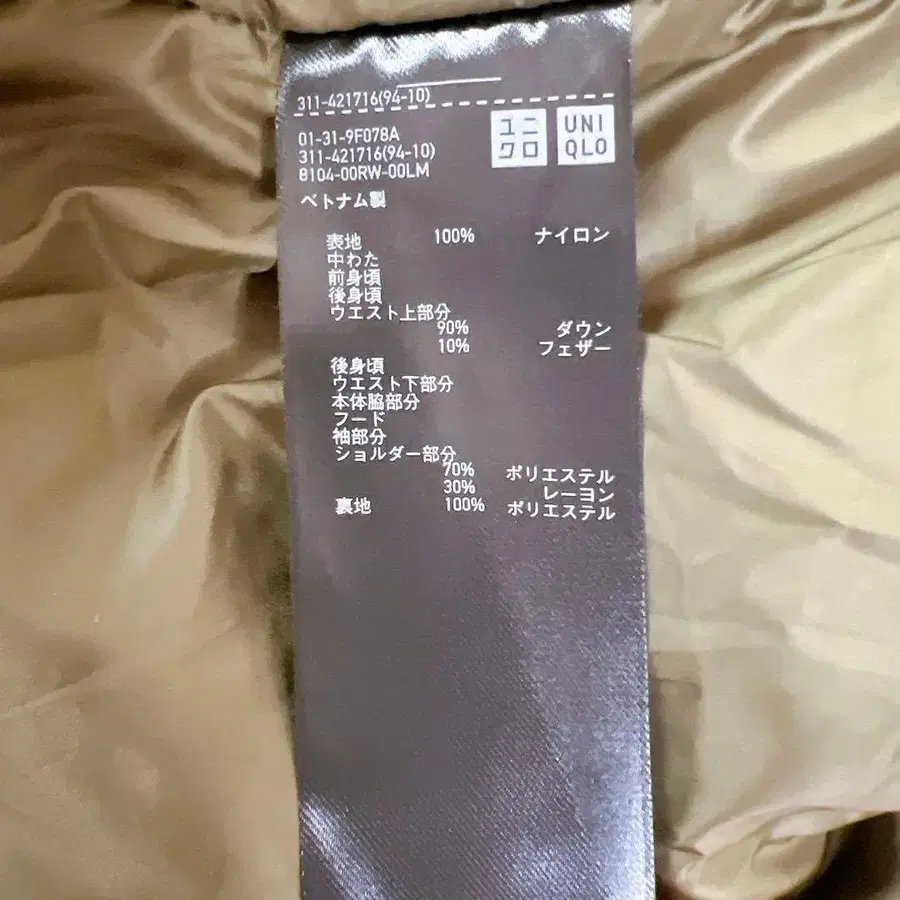 311-421716(94-10)
01-31-9F078A
311-421716(94-10)
8104-00RW-00LM
ユニクロ
UNIQLO
ベトナム製
表地 100% ナイロン
中わた
前身頃
後身頃
ウエスト上部分
90% ダウン
10% フェザー
後身頃
ウエスト下部分
本体脇部分
フード
袖部分
ショルダー部分
70% ポリエステル
30% レーヨン
裏地 100% ポリエステル